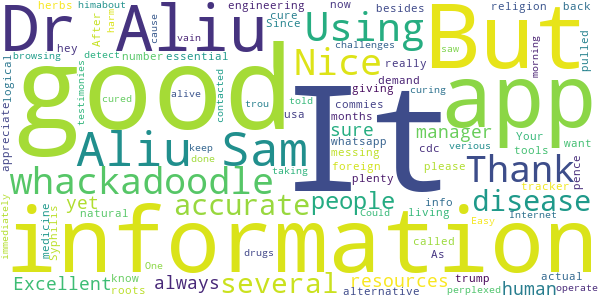 Dr Aliu
herbs himabout engineering cure now besides religion back
Using But
hey After harm Since cause vain
browsing detect number essential really challenges saw morning pulled
good Nice demand
appreciate logical testimonies cured alive trou told giving commies curing
It app
usa months sure manager Your want
Aliu Sam whatsapp messing cdc verious tools
keep done foreign please
Thank pence
whackadoodle taking plenty tracker
disease
immediately medicine Syphilis yet accurate people info Could living Easy Internet
natural One called
information
drugs As
Excellent know roots always several resources alternative trump perplexed human actual operate
contacted